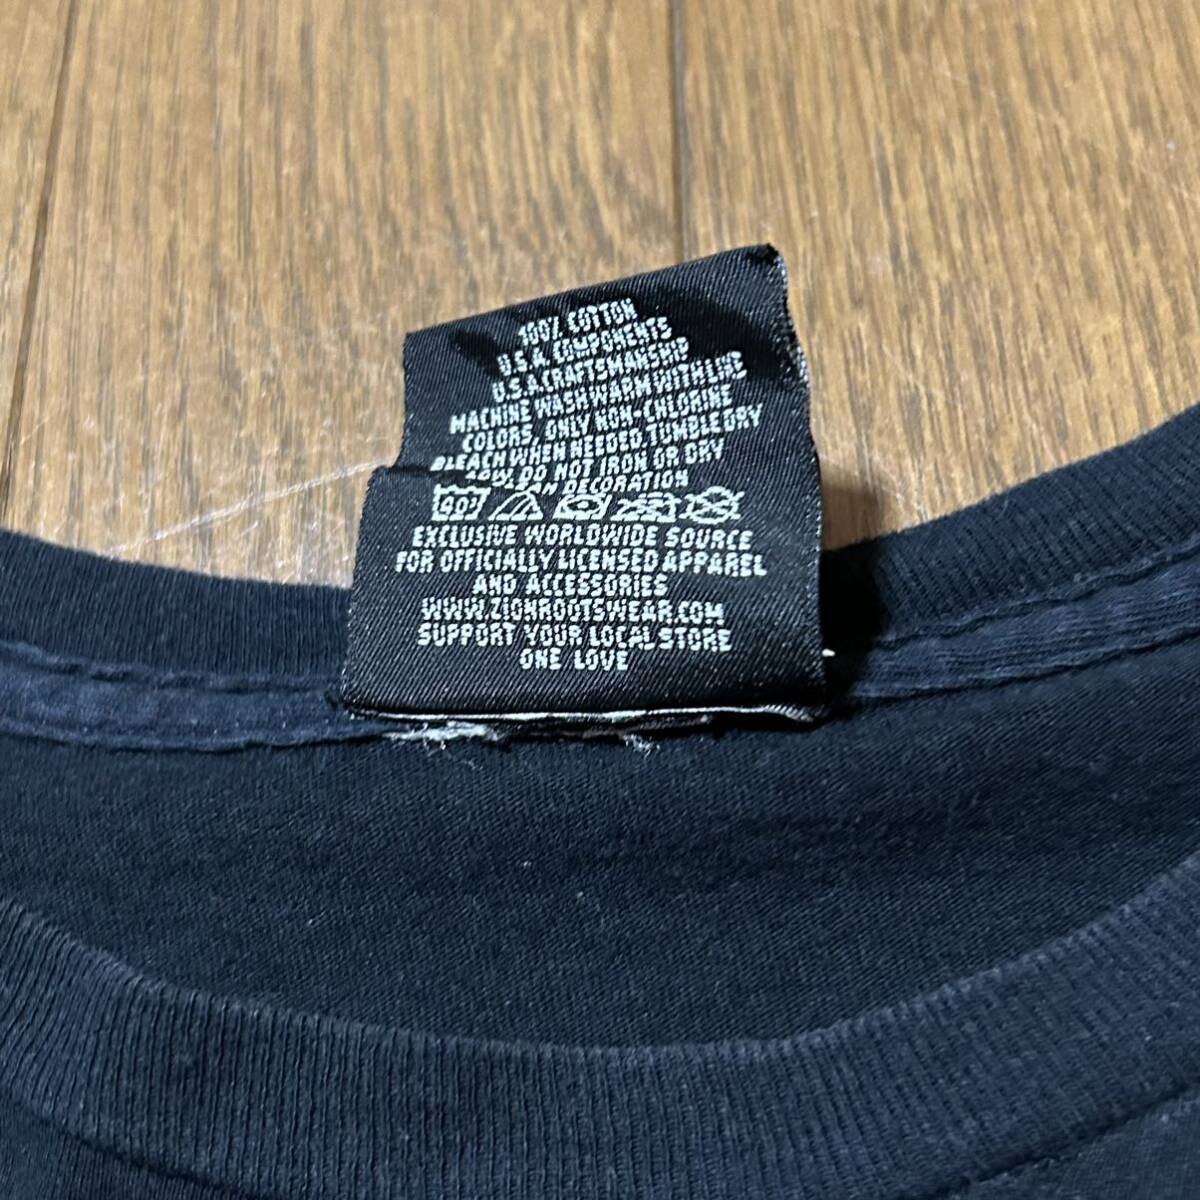 100% COTTON
U.S.A. COMPONENTS
U.S.A. CRAFTSMANSHIP
MACHINE WASH WARM WITH LIKE
COLORS, ONLY NON-CHLORINE
BLEACH WHEN NEEDED, TUMBLE DRY
DO NOT IRON OR DRY
DECORATION
EXCLUSIVE WORLDWIDE SOURCE
FOR OFFICIALLY LICENSED APPAREL
AND ACCESSORIES
WWW.ZIONROOTSWEAR.COM
SUPPORT YOUR LOCAL STORE
ONE LOVE